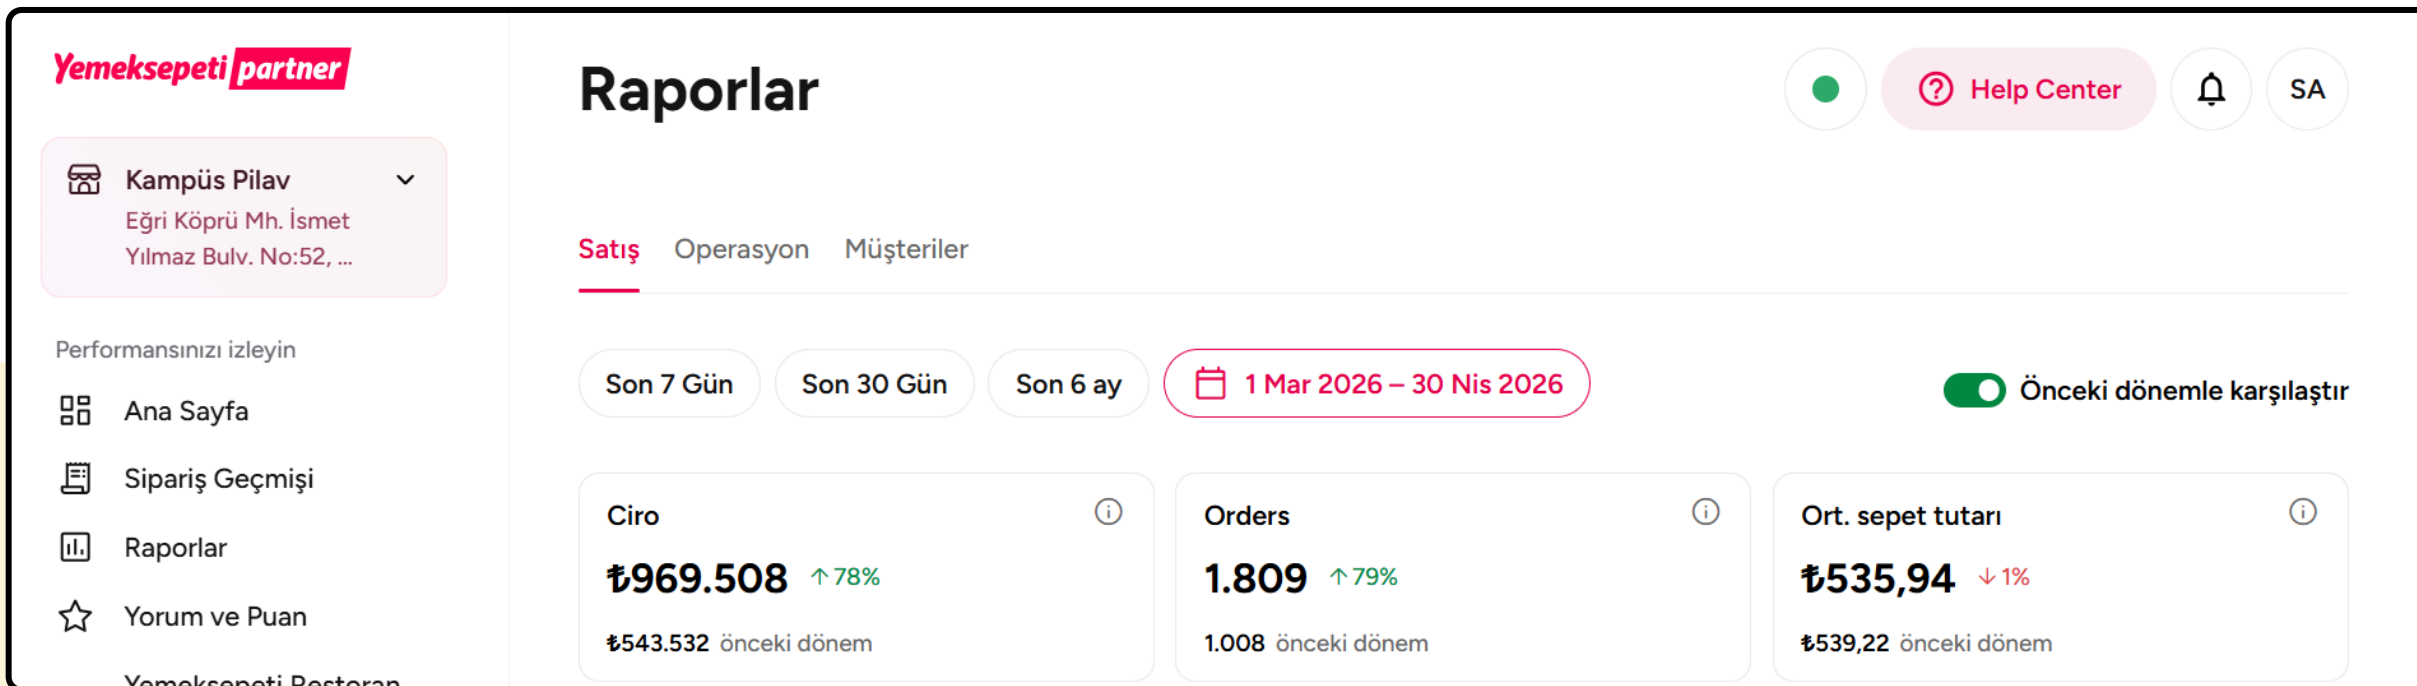 Yemeksepeti partner
Kampüs Pilav
Eğri Köprü Mh. İsmet
Yılmaz Bulv. No:52, ...
Performansınızı izleyin
Ana Sayfa
Sipariş Geçmişi
Raporlar
Yorum ve Puan
Yemeksepeti Restoran
Raporlar
Help Center
SA
Satış Operasyon Müşteriler
Son 7 Gün Son 30 Gün Son 6 ay 1 Mar 2026 – 30 Nis 2026
Önceki dönemle karşılaştır
Ciro
₺969.508 ↑ 78%
₺543.532 önceki dönem
Orders
1.809 ↑ 79%
1.008 önceki dönem
Ort. sepet tutarı
₺535,94 ↓ 1%
₺539,22 önceki dönem